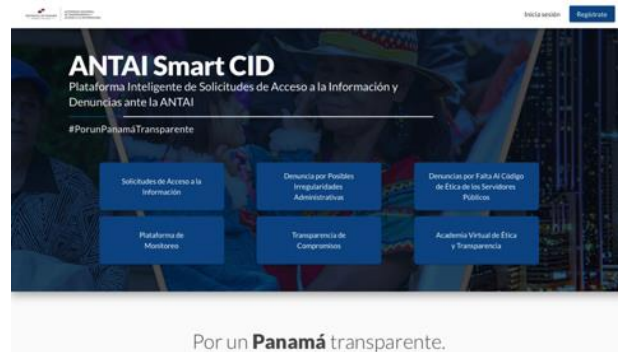 Inicia sesión
Regístrate
ANTAI Smart CID
Plataforma Inteligente de Solicitudes de Acceso a la Información y
Denuncias ante la ANTAI
#PorunPanamáTransparente
Solicitudes de Acceso a la
Información
Denuncia por Posibles
Irregularidades
Administrativas
Denuncias por Falta Al Código
de Ética de los Servidores
Públicos
Plataforma de
Monitoreo
Transparencia de
Compromisos
Academia Virtual de Ética
y Transparencia
Por un Panamá transparente.